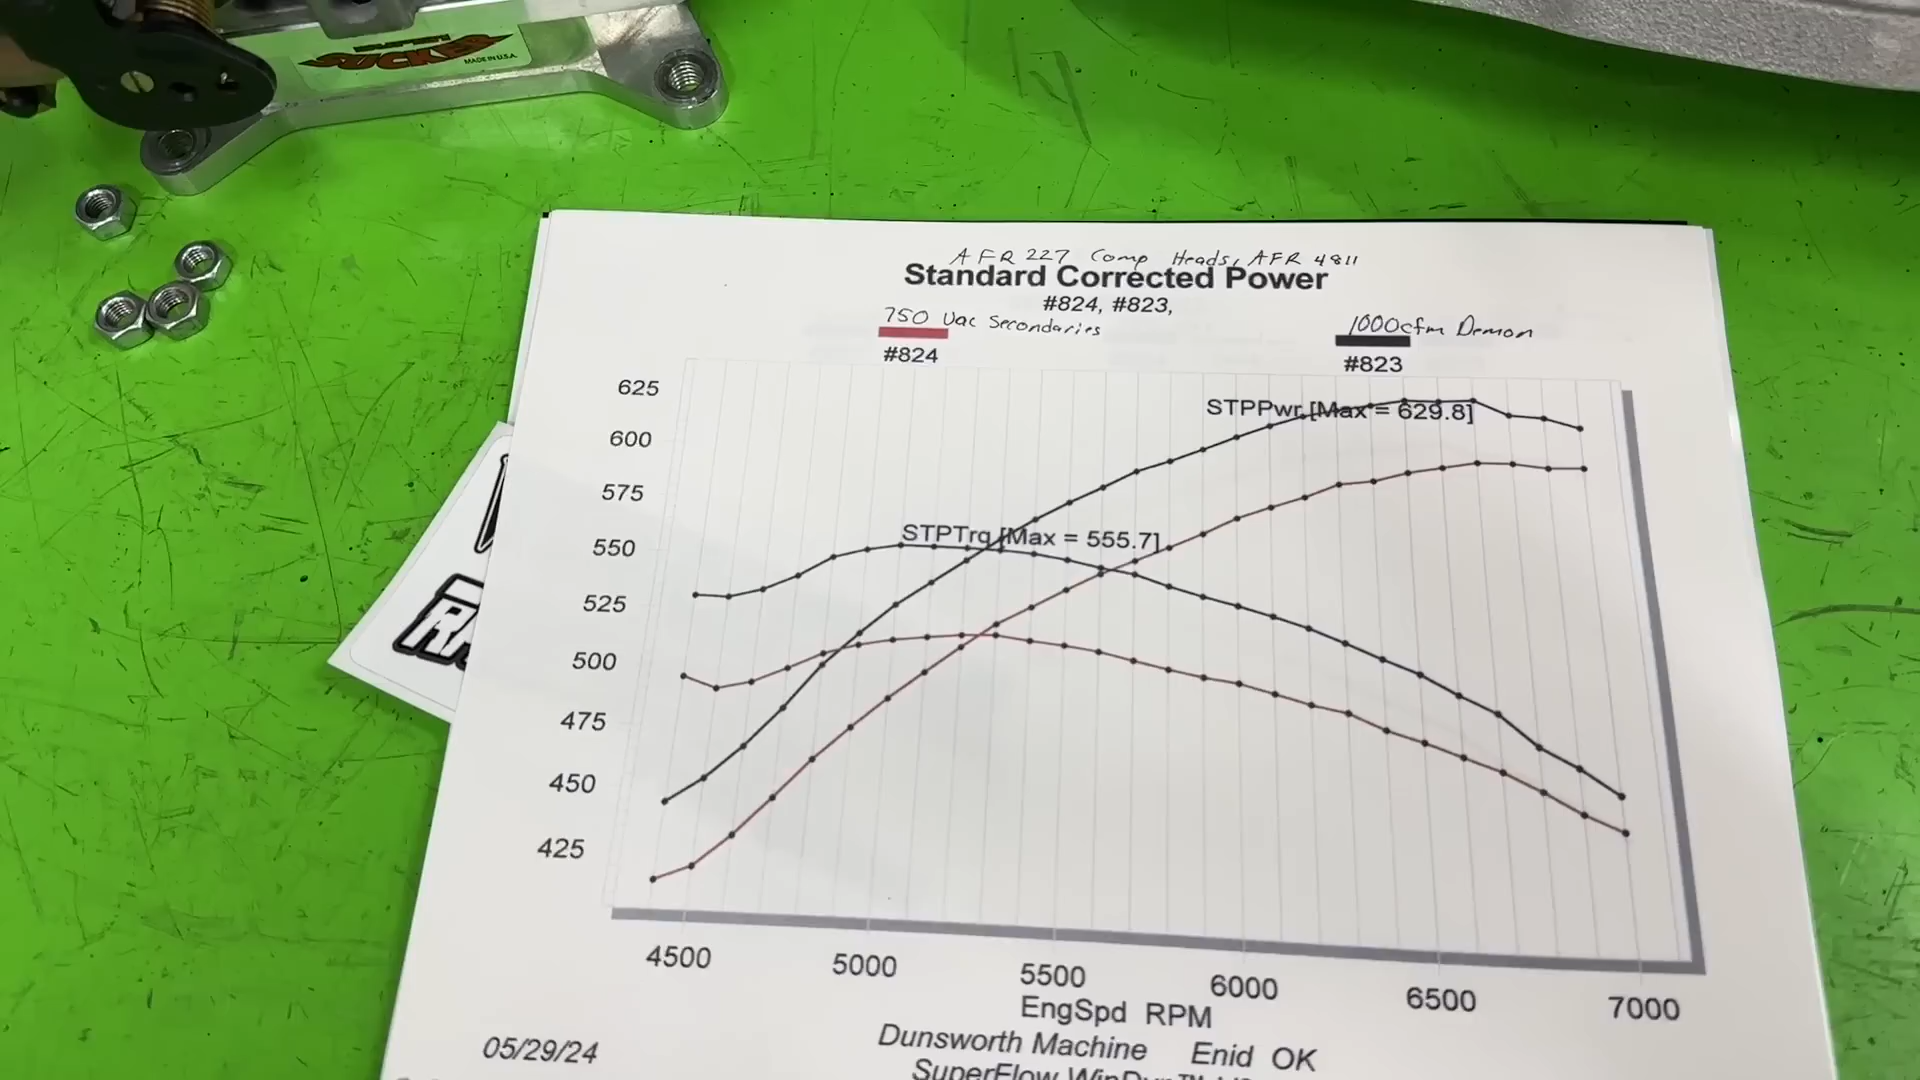 SUCKER
MADE IN U.S.A.
AFR 227 Comp Heads, AFR 4811
Standard Corrected Power
#824, #823,
750 Vac Secondaries
1000cfm Demon
#824
#823
625
600
575
550
525
500
475
450
425
STPPwr [Max = 629.8]
STPTrq [Max = 555.7]
4500 5000 5500 6000 6500 7000
EngSpd RPM
05/29/24
Dunsworth Machine Enid OK
SuperFlow